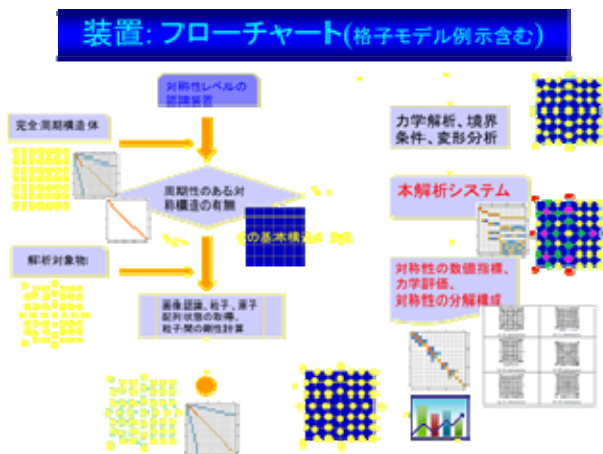 装置: フローチャート(格子モデル例示含む)
対称性レベルの
認識装置
完全周期構造体
力学解析、境界
条件、変形分析
周期性のある対
称構造の有無
本解析システム
の基本構造
解析対象物
対称性の数値指標、
力学評価、
対称性の分解構成
画像認識、粒子、原子
配列状態の取得、
粒子間の剛性計算